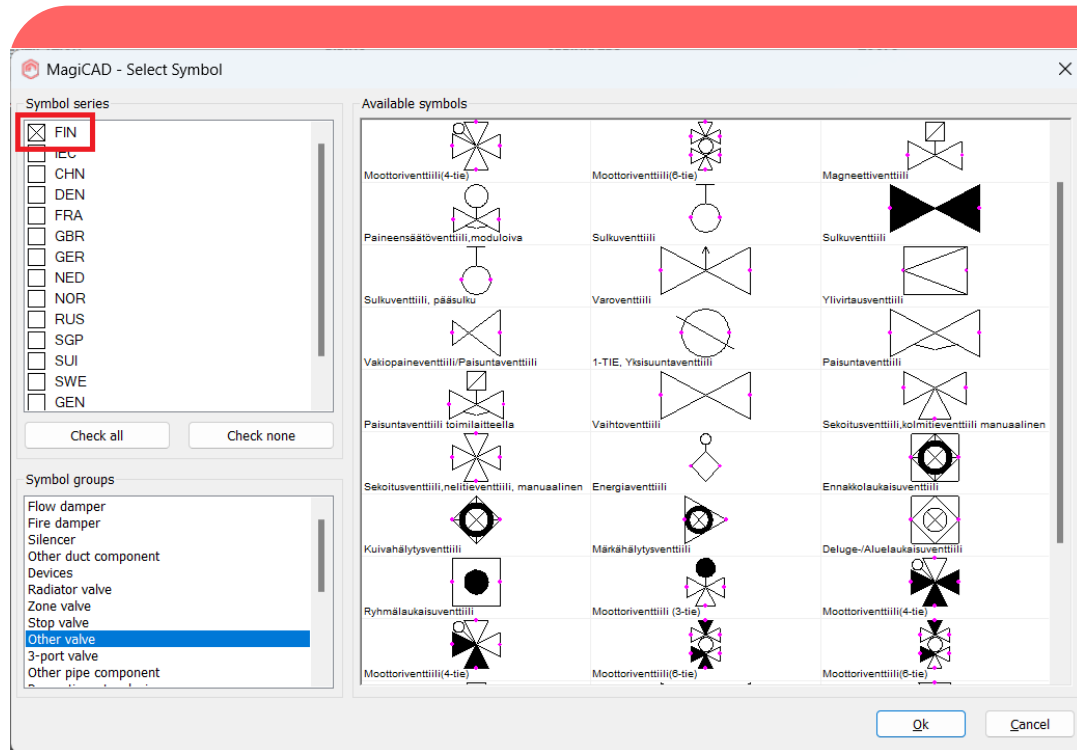 MagiCAD - Select Symbol
Symbol series
FIN
IEC
CHN
DEN
FRA
GBR
GER
NED
NOR
RUS
SGP
SUI
SWE
GEN
Check all
Check none
Symbol groups
Flow damper
Fire damper
Silencer
Other duct component
Devices
Radiator valve
Zone valve
Stop valve
Other valve
3-port valve
Other pipe component
Available symbols
Moottoriventtiili(4-tie)
Moottoriventtiili(6-tie)
Magneettiventtiili
Paineensäätöventtiili,moduloiva
Sulkuventtiili
Sulkuventtiili
Sulkuventtiili, pääsulku
Varoventtiili
Ylivirtausventtiili
Vakiopaineventtiili/Paisuntaventtiili
1-TIE, Yksisuuntaventtiili
Paisuntaventtiili
Paisuntaventtiili toimilaitteella
Vaihtoventtiili
Sekoitusventtiili,kolmitieventtiili manuaalinen
Sekoitusventtiili,nelitieventtiili, manuaalinen
Energiaventtiili
Ennakkolaukaisuventtiili
Kuivahälytysventtiili
Märkähälytysventtiili
Deluge-/Aluelaukaisuventtiili
Ryhmälaukaisuventtiili
Moottoriventtiili (3-tie)
Moottoriventtiili(4-tie)
Moottoriventtiili(4-tie)
Moottoriventtiili(6-tie)
Moottoriventtiili(6-tie)
Ok
Cancel